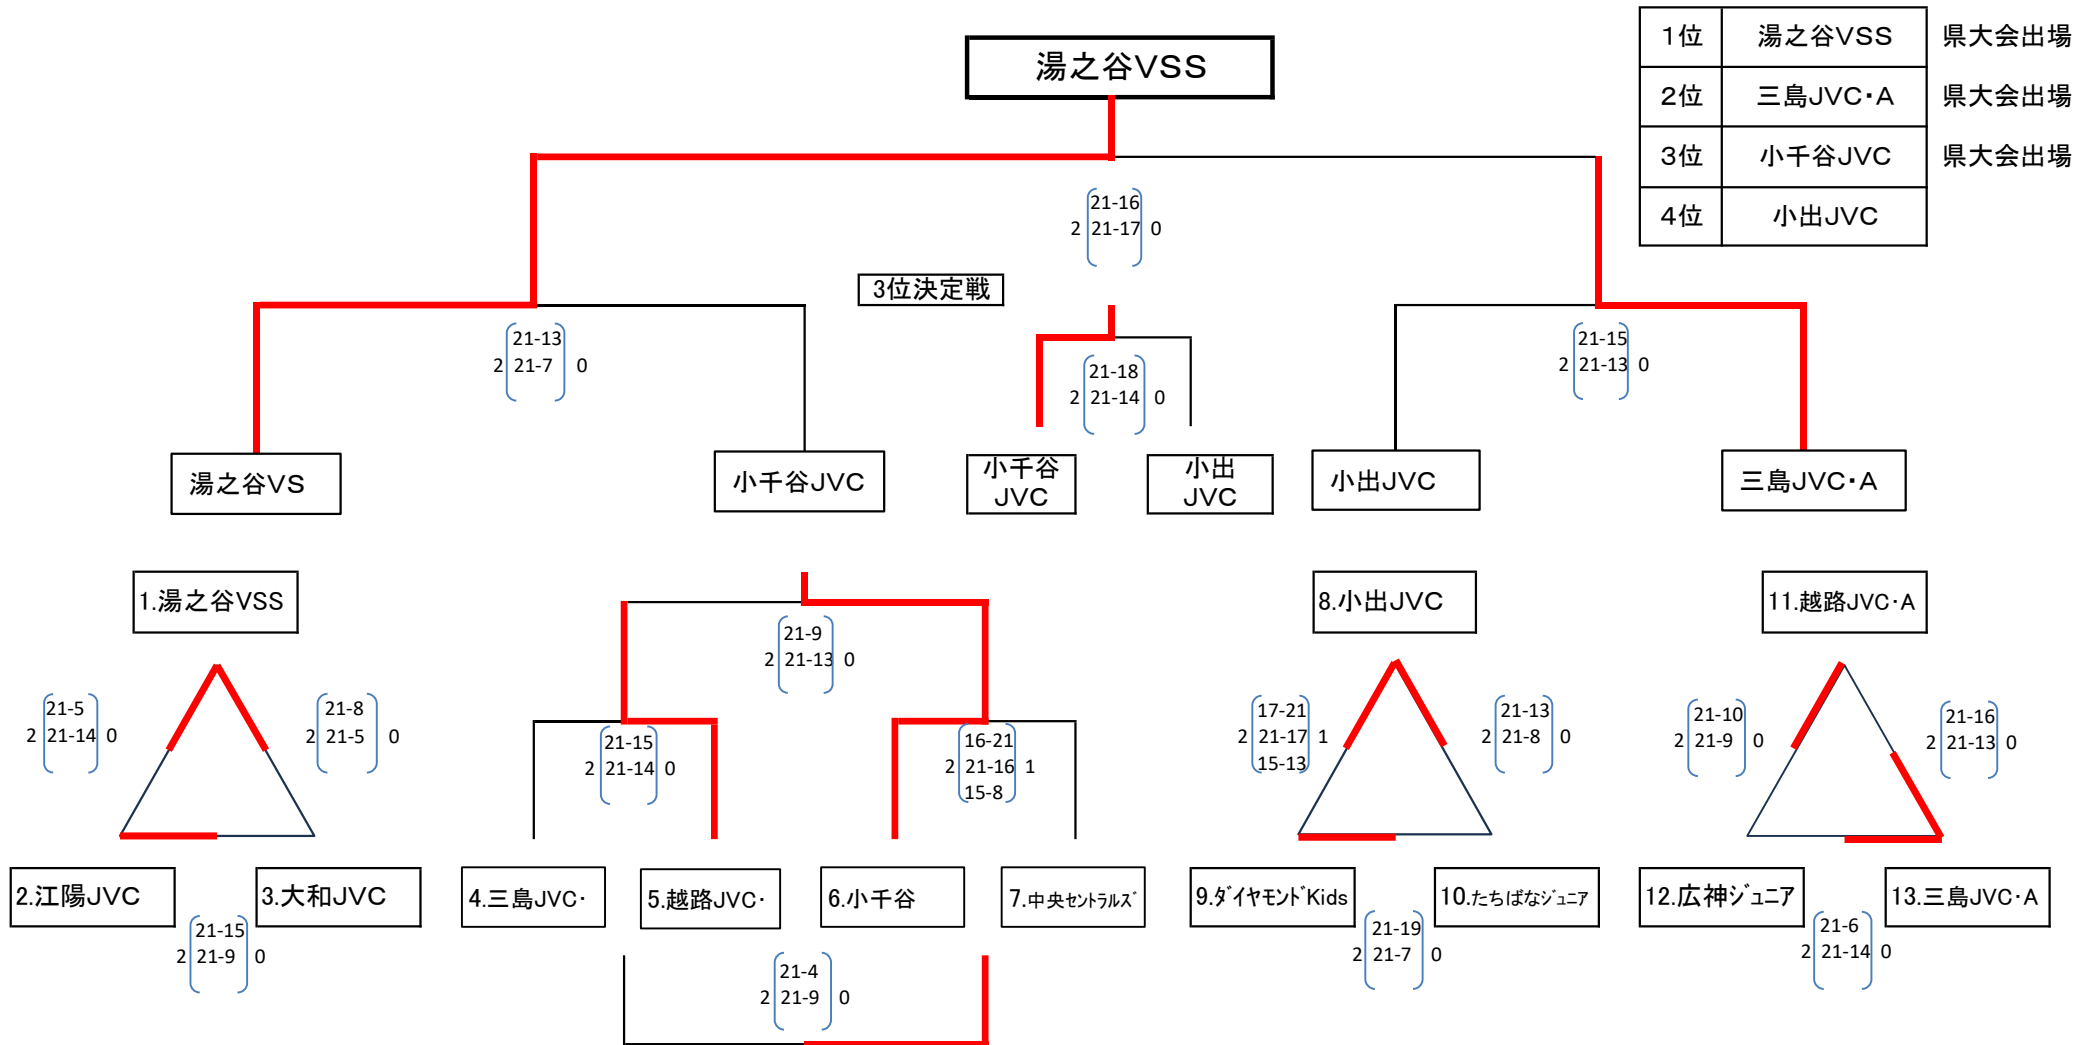 湯之谷VSS
1位 湯之谷VSS 県大会出場
2位 三島JVC・A 県大会出場
3位 小千谷JVC 県大会出場
4位 小出JVC
21-16
2 21-17 0
3位決定戦
21-13
2 21-7 0
21-18
2 21-14 0
21-15
2 21-13 0
湯之谷VS
小千谷JVC
小千谷
JVC
小出
JVC
小出JVC
三島JVC・A
1.湯之谷VSS
8.小出JVC
11.越路JVC・A
21-9
2 21-13 0
21-5
2 21-14 0
21-8
2 21-5 0
21-15
2 21-14 0
16-21
2 21-16 1
15-8
17-21
2 21-17 1
15-13
21-13
2 21-8 0
21-10
2 21-9 0
21-16
2 21-13 0
2.江陽JVC
3.大和JVC
4.三島JVC・
5.越路JVC・
6.小千谷
7.中央セントラルズ
9.ダイヤモンドKids
10.たちばなジュニア
12.広神ジュニア
13.三島JVC・A
21-15
2 21-9 0
21-4
2 21-9 0
21-19
2 21-7 0
21-6
2 21-14 0